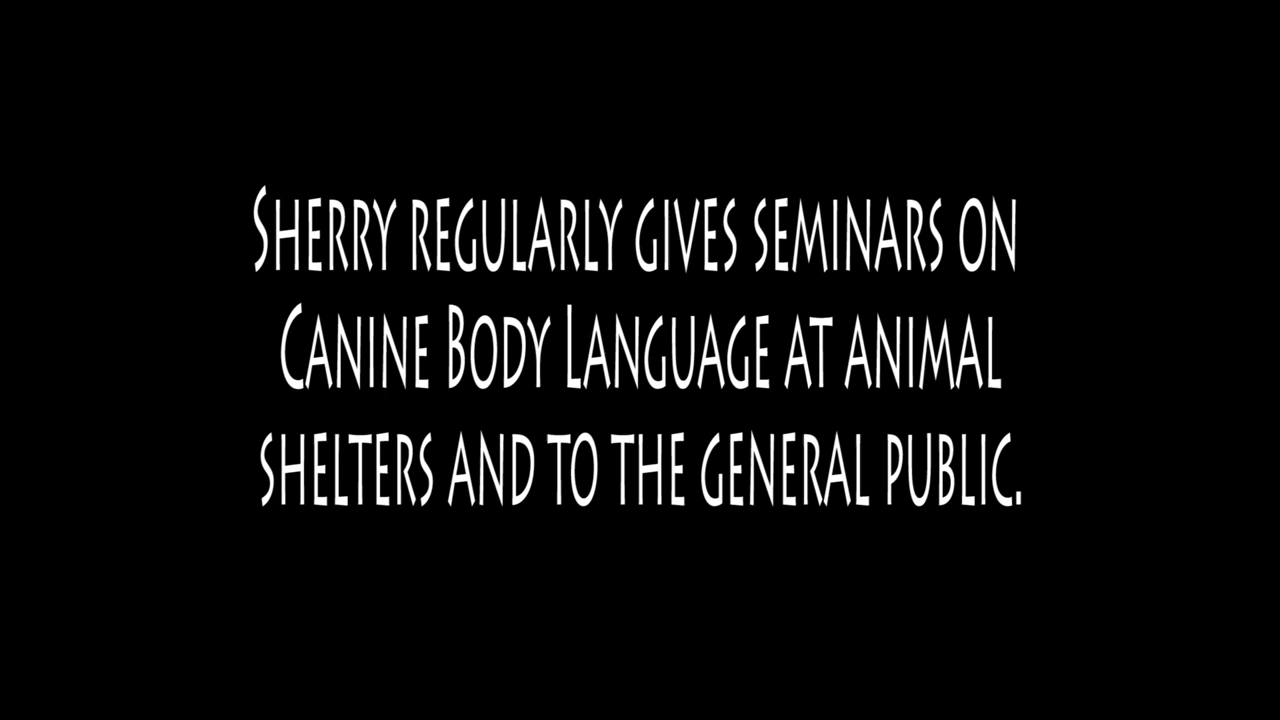 Sherry regularly gives seminars on
Canine Body Language at animal
shelters and to the general public.